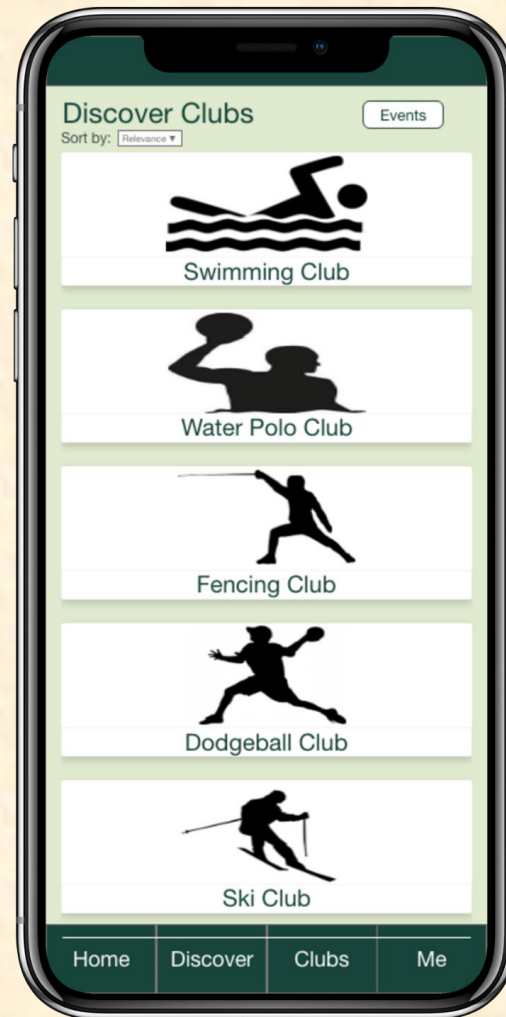 Discover Clubs
Events
Sort by: Relevance ▼
Swimming Club
Water Polo Club
Fencing Club
Dodgeball Club
Ski Club
Home Discover Clubs Me